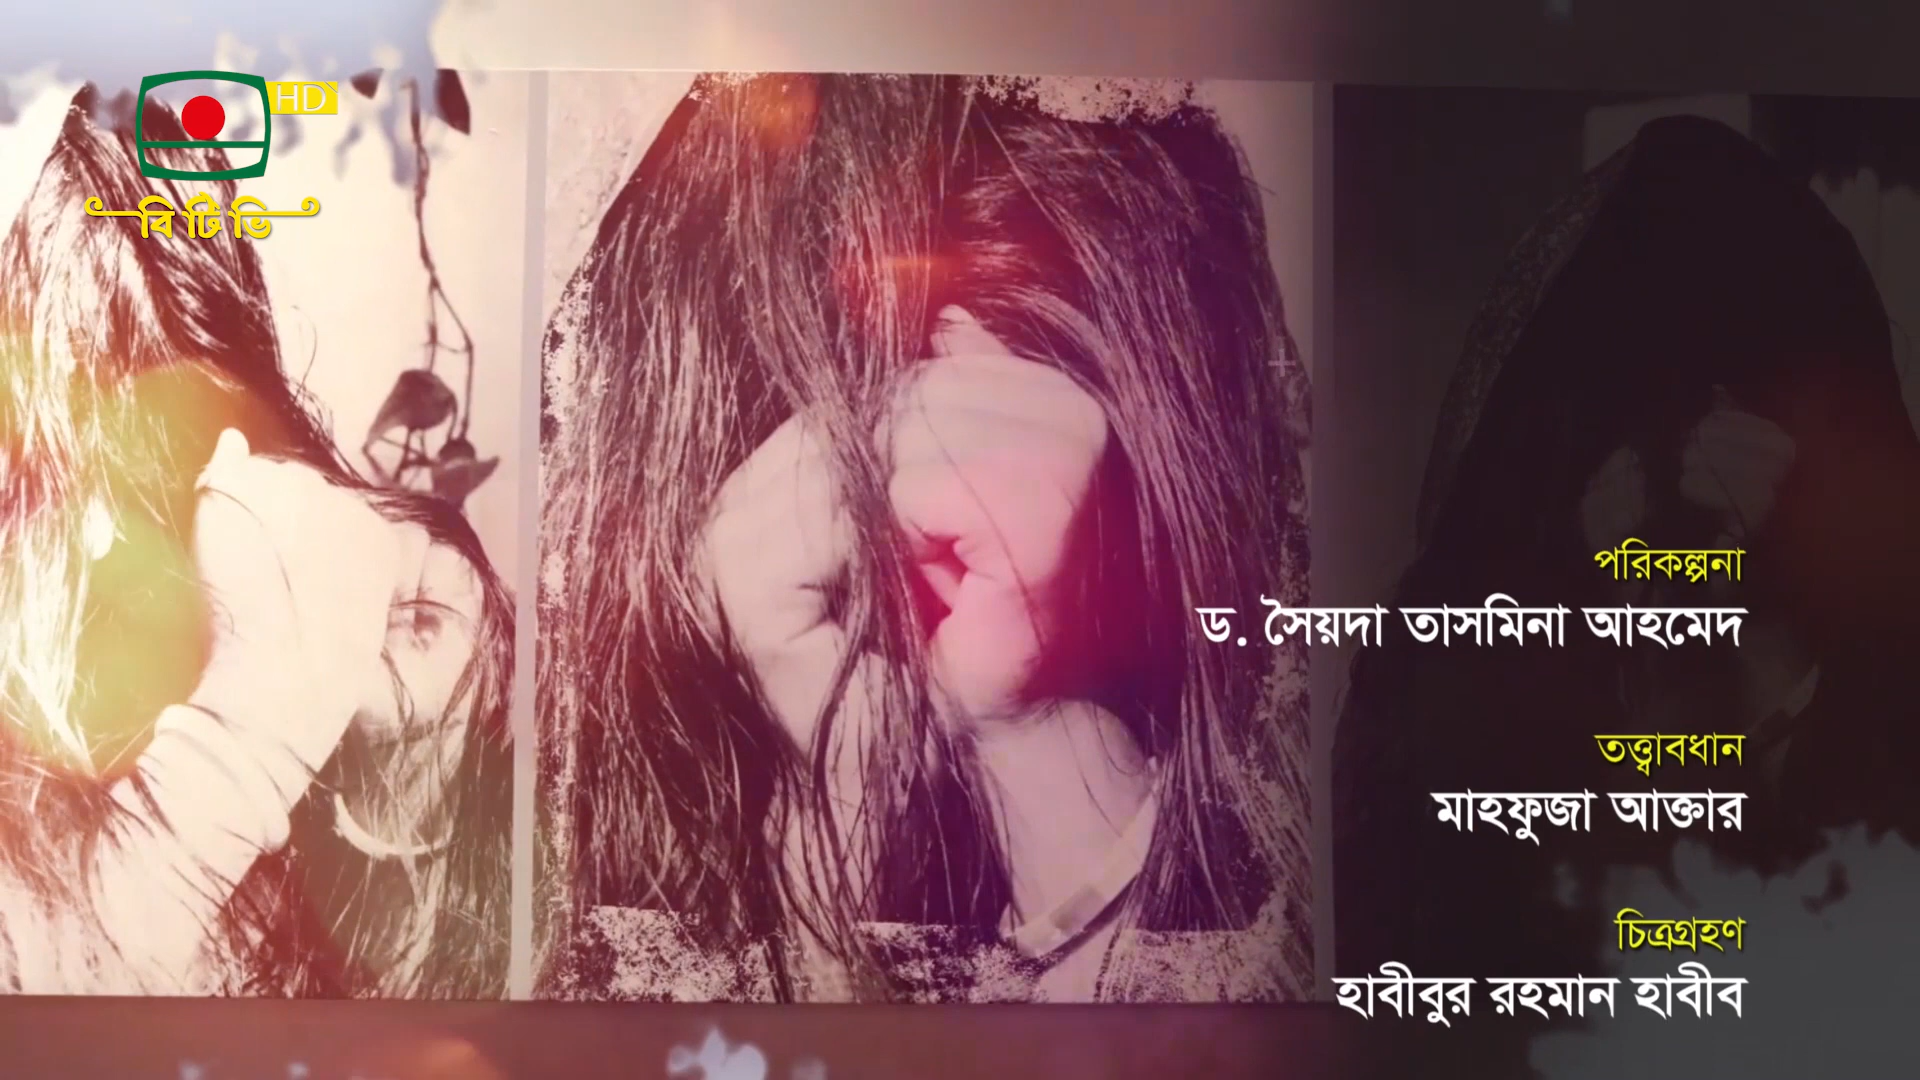 HD
বিটিভি
পরিকল্পনা
ড. সৈয়দা তাসমিনা আহমেদ
তত্ত্বাবধান
মাহফুজা আক্তার
চিত্রগ্রহণ
হাবীবুর রহমান হাবীব